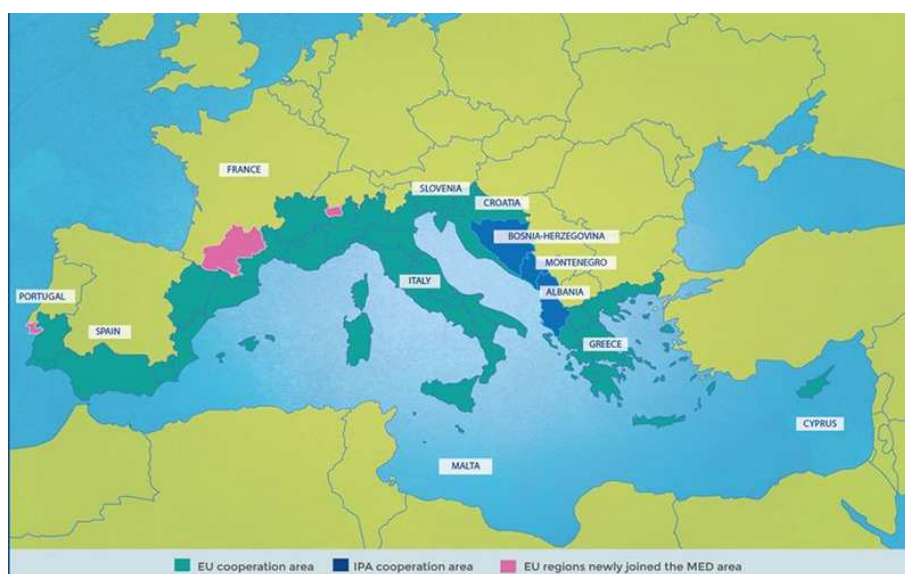 FRANCE
SLOVENIA
CROATIA
BOSNIA-HERZEGOVINA
MONTENEGRO
ITALY
ALBANIA
PORTUGAL
SPAIN
GREECE
CYPRUS
MALTA
EU cooperation area
IPA cooperation area
EU regions newly joined the MED area